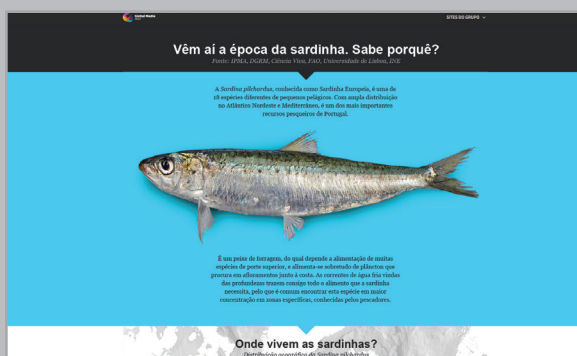 Global Media
SITES DO GRUPO
Vêm aí a época da sardinha. Sabe porquê?
Fonte: IPMA, DGRM, Ciência Viva, FAO, Universidade de Lisboa, INE
A Sardina pilchardus, conhecida como Sardinha Europeia, é uma de
18 espécies diferentes de pequenos pelágicos. Com ampla distribuição
no Atlântico Nordeste e Mediterrâneo, é um dos mais importantes
recursos pesqueiros de Portugal.
É um peixe de forragem, do qual depende a alimentação de muitas
espécies de porte superior, e alimenta-se sobretudo de plâncton que
procura em afloramentos junto à costa. As correntes de água fria vindas
das profundezas trazem consigo todo o alimento que a sardinha
necessita, pelo que é comum encontrar esta espécie em maior
concentração em zonas específicas, conhecidas pelos pescadores.
Onde vivem as sardinhas?
Distribuição geográfica da Sardina pilchardus